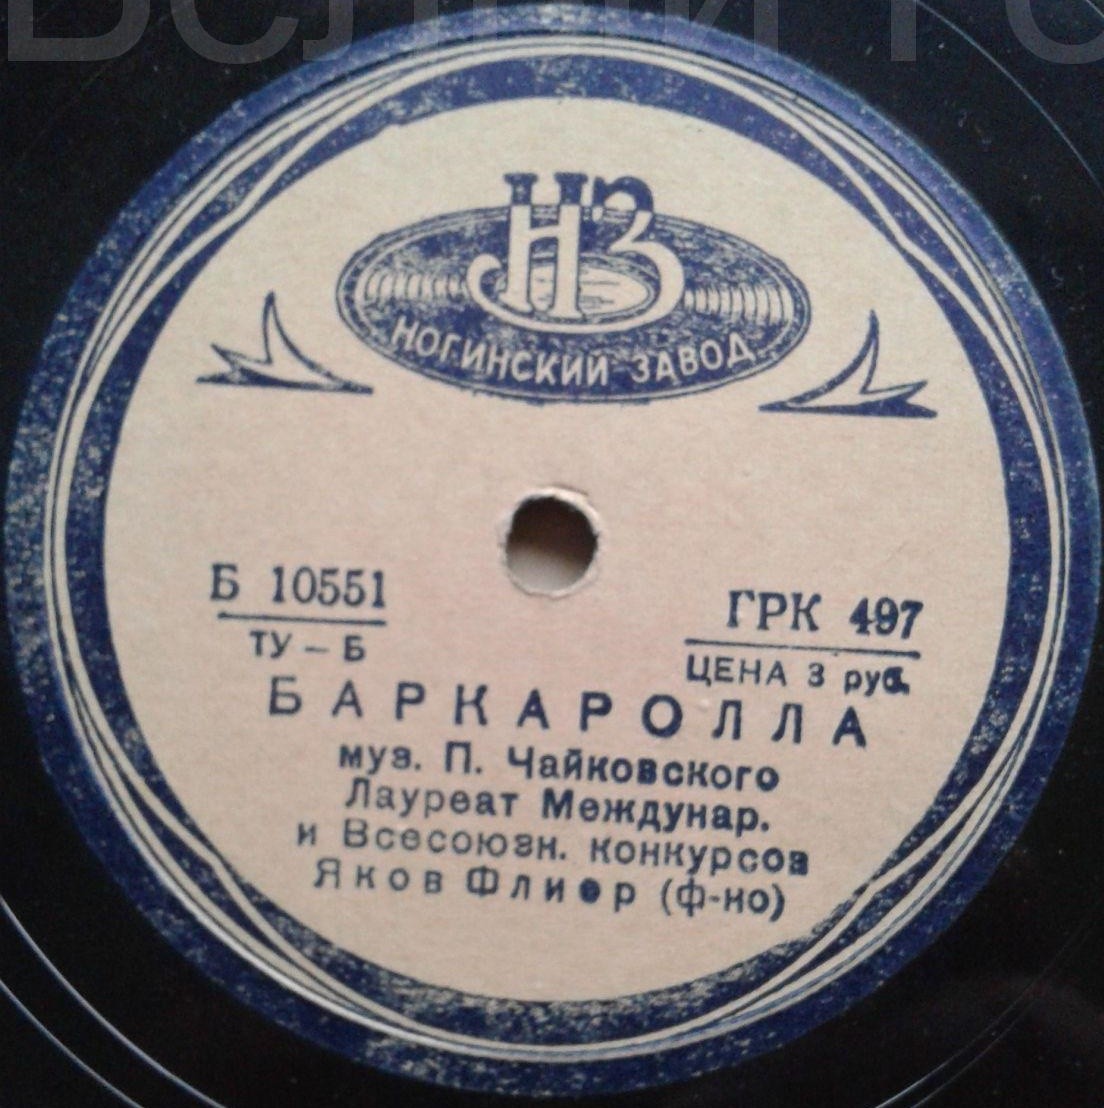 НЗ
НОГИНСКИЙ ЗАВОД
Б 10551
ТУ – Б
ГРК 497
ЦЕНА 3 руб.
БАРКАРОЛЛА
муз. П. Чайковского
Лауреат Междунар.
и Всесоюзн. конкурсов
Яков Флиер (ф-но)